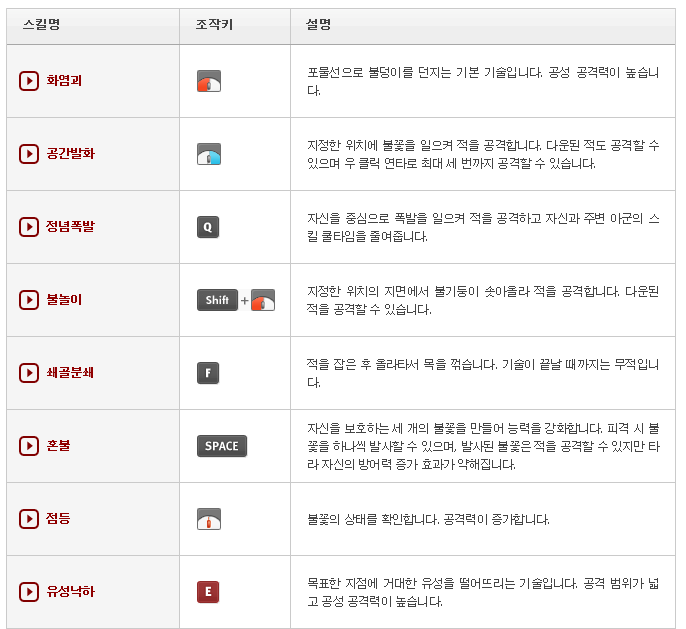 스킬명 조작키 설명
화염괴
포물선으로 불덩이를 던지는 기본 기술입니다. 공성 공격력이 높습니
다.
공간발화
지정한 위치에 불꽃을 일으켜 적을 공격합니다. 다운된 적도 공격할 수
있으며 우 클릭 연타로 최대 세 번까지 공격할 수 있습니다.
정념폭발
Q
자신을 중심으로 폭발을 일으켜 적을 공격하고 자신과 주변 아군의 스
킬 쿨타임을 줄여줍니다.
불놀이
Shift +
지정한 위치의 지면에서 불기둥이 솟아올라 적을 공격합니다. 다운된
적을 공격할 수 있습니다.
쇄골분쇄
F
적을 잡은 후 올라타서 목을 꺾습니다. 기술이 끝날 때까지는 무적입니
다.
혼불
SPACE
자신을 보호하는 세 개의 불꽃을 만들어 능력을 강화합니다. 피격 시 불
꽃을 하나씩 발사할 수 있으며, 발사된 불꽃은 적을 공격할 수 있지만 타
라 자신의 방어력 증가 효과가 약해집니다.
점등
불꽃의 상태를 확인합니다. 공격력이 증가합니다.
유성낙하
E
목표한 지점에 거대한 유성을 떨어뜨리는 기술입니다. 공격 범위가 넓
고 공성 공격력이 높습니다.